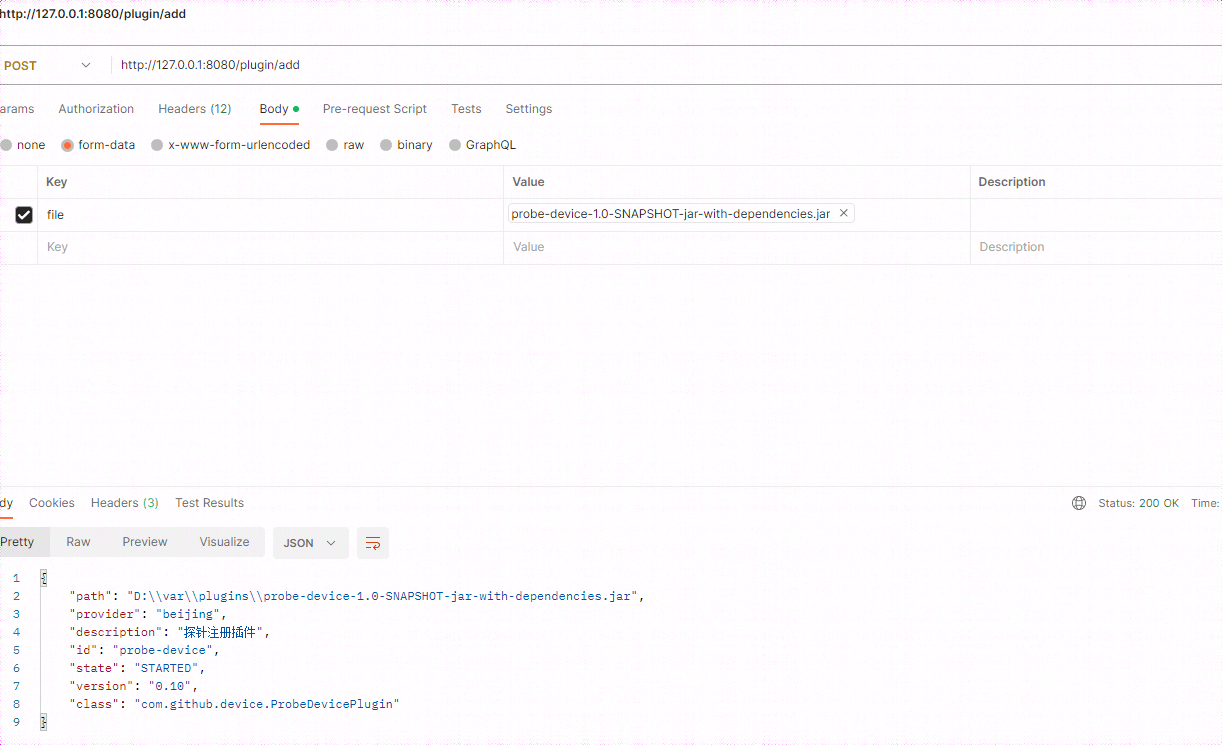 http://127.0.0.1:8080/plugin/add
POST http://127.0.0.1:8080/plugin/add
arams Authorization Headers (12) Body Pre-request Script Tests Settings
none form-data x-www-form-urlencoded raw binary GraphQL
Key Value Description
file probe-device-1.0-SNAPSHOT-jar-with-dependencies.jar
Key Value Description
dy Cookies Headers (3) Test Results Status: 200 OK Time:
Pretty Raw Preview Visualize JSON
1 {
2 "path": "D:\\var\\plugins\\probe-device-1.0-SNAPSHOT-jar-with-dependencies.jar",
3 "provider": "beijing",
4 "description": "探针注册插件",
5 "id": "probe-device",
6 "state": "STARTED",
7 "version": "0.10",
8 "class": "com.github.device.ProbeDevicePlugin"
9 }